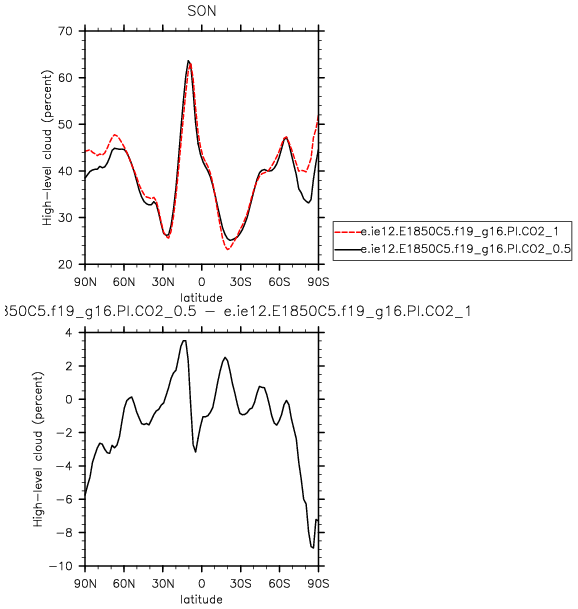 SON
70
60
50
40
30
20
High-level cloud (percent)
90N 60N 30N 0 30S 60S 90S
latitude
e.ie12.E1850C5.f19_g16.PI.CO2_1
e.ie12.E1850C5.f19_g16.PI.CO2_0.5
350C5.f19_g16.PI.CO2_0.5 – e.ie12.E1850C5.f19_g16.PI.CO2_1
4
2
0
-2
-4
-6
-8
-10
High-level cloud (percent)
90N 60N 30N 0 30S 60S 90S
latitude